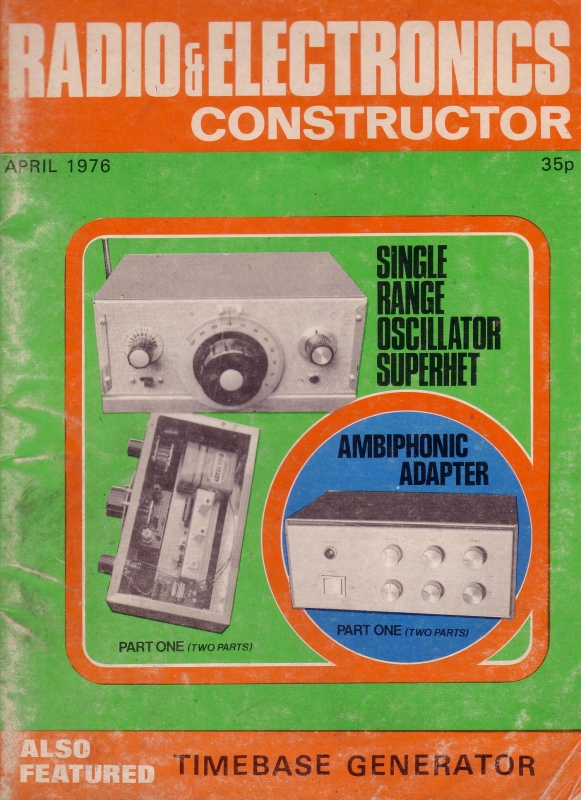 RADIO & ELECTRONICS
CONSTRUCTOR
APRIL 1976
35p
SINGLE
RANGE
OSCILLATOR
SUPERHET
AMBIPHONIC
ADAPTER
PART ONE (TWO PARTS)
PART ONE (TWO PARTS)
ALSO
FEATURED
TIMEBASE GENERATOR